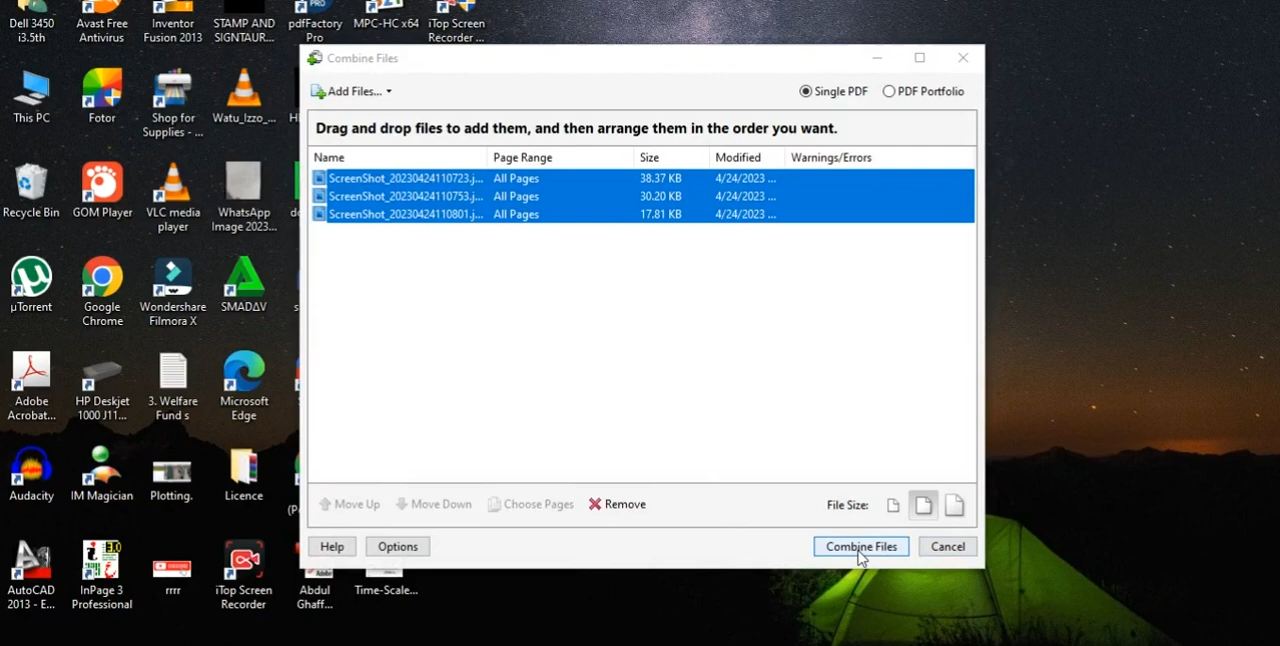 Dell 3450
i3.5th
Avast Free
Antivirus
Inventor
Fusion 2013
STAMP AND
SIGNTAUR...
pdfFactory
Pro
MPC-HC x64
iTop Screen
Recorder ...
Combine Files
Add Files...
Single PDF
PDF Portfolio
Drag and drop files to add them, and then arrange them in the order you want.
Name Page Range Size Modified Warnings/Errors
ScreenShot_20230424110723.j... All Pages 38.37 KB 4/24/2023 ...
ScreenShot_20230424110753.j... All Pages 30.20 KB 4/24/2023 ...
ScreenShot_20230424110801.j... All Pages 17.81 KB 4/24/2023 ...
This PC
Fotor
Shop for
Supplies - ...
Watu_Izzo_...
Recycle Bin
GOM Player
VLC media
player
WhatsApp
Image 2023...
µTorrent
Google
Chrome
Wondershare
Filmora X
SMADΔV
Adobe
Acrobat...
HP Deskjet
1000 J11...
3. Welfare
Fund s
Microsoft
Edge
Audacity
IM Magician
Plotting.
Licence
Move Up
Move Down
Choose Pages
Remove
File Size:
Help
Options
Combine Files
Cancel
AutoCAD
2013 - E...
3.0
InPage 3
Professional
rrrr
iTop Screen
Recorder
Abdul
Ghaff...
Time-Scale...